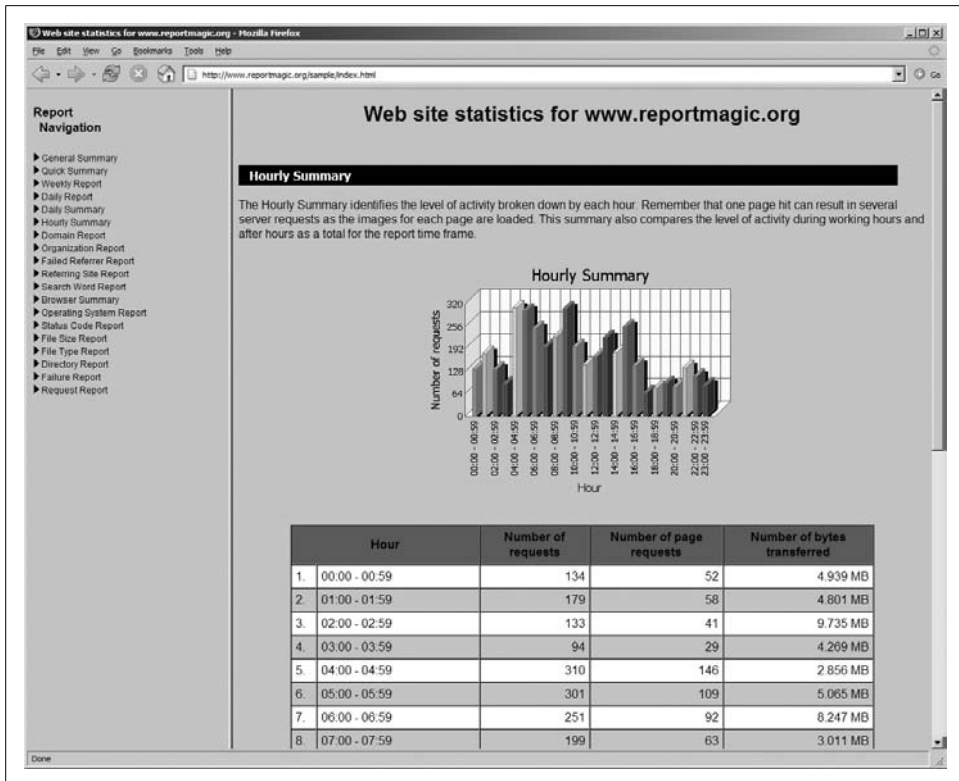 Web site statistics for www.reportmagic.org - Mozilla Firefox
File Edit View Go Bookmarks Tools Help
http://www.reportmagic.org/sample/index.html
Go
Report
Navigation
General Summary
Quick Summary
Weekly Report
Daily Report
Daily Summary
Hourly Summary
Domain Report
Organization Report
Failed Referrer Report
Referring Site Report
Search Word Report
Browser Summary
Operating System Report
Status Code Report
File Size Report
File Type Report
Directory Report
Failure Report
Request Report
Web site statistics for www.reportmagic.org
Hourly Summary
The Hourly Summary identifies the level of activity broken down by each hour. Remember that one page hit can result in several
server requests as the images for each page are loaded. This summary also compares the level of activity during working hours and
after hours as a total for the report time frame.
Hourly Summary
Number of requests
320
256
192
128
64
0
00:00 - 00:59
02:00 - 02:59
04:00 - 04:59
06:00 - 06:59
08:00 - 08:59
10:00 - 10:59
12:00 - 12:59
14:00 - 14:59
16:00 - 16:59
18:00 - 18:59
20:00 - 20:59
22:00 - 22:59
23:00 - 23:59
Hour
Hour Number of requests Number of page requests Number of bytes transferred
1. 00:00 - 00:59 134 52 4.939 MB
2. 01:00 - 01:59 179 58 4.801 MB
3. 02:00 - 02:59 133 41 9.735 MB
4. 03:00 - 03:59 94 29 4.269 MB
5. 04:00 - 04:59 310 146 2.856 MB
6. 05:00 - 05:59 301 109 5.065 MB
7. 06:00 - 06:59 251 92 8.247 MB
8. 07:00 - 07:59 199 63 3.011 MB
Done